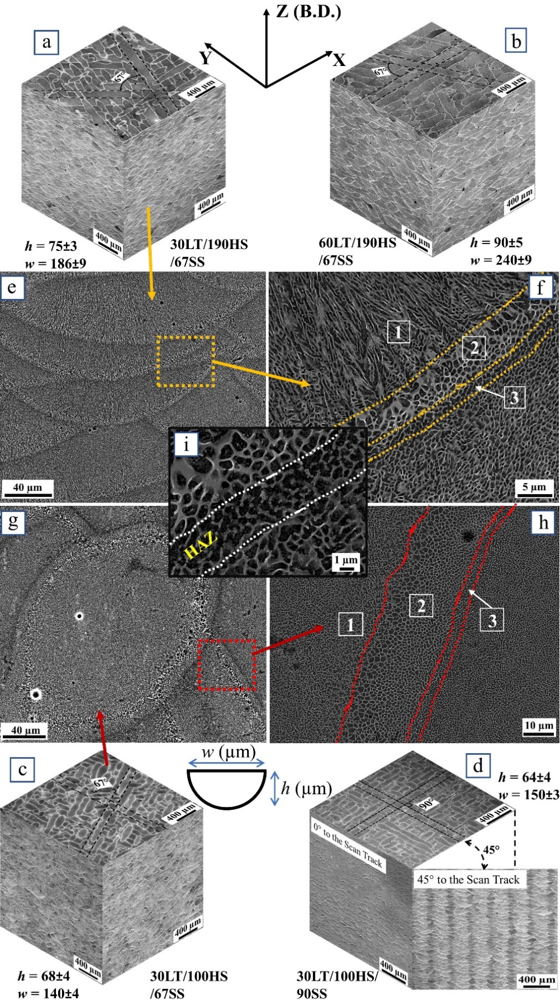 Z (B.D.)
Y
X
a
67°
400 µm
400 µm
400 µm
h = 75±3
w = 186±9
30LT/190HS
/67SS
b
67°
400 µm
400 µm
400 µm
60LT/190HS
/67SS
h = 90±5
w = 240±9
e
40 µm
f
1
2
3
5 µm
i
HAZ
1 µm
g
40 µm
h
1
2
3
10 µm
c
67°
400 µm
400 µm
400 µm
h = 68±4
w = 140±4
30LT/100HS
/67SS
w (µm)
h (µm)
d
h = 64±4
w = 150±3
90°
400 µm
0° to the Scan Track
45°
45° to the Scan Track
400 µm
400 µm
30LT/100HS/
90SS